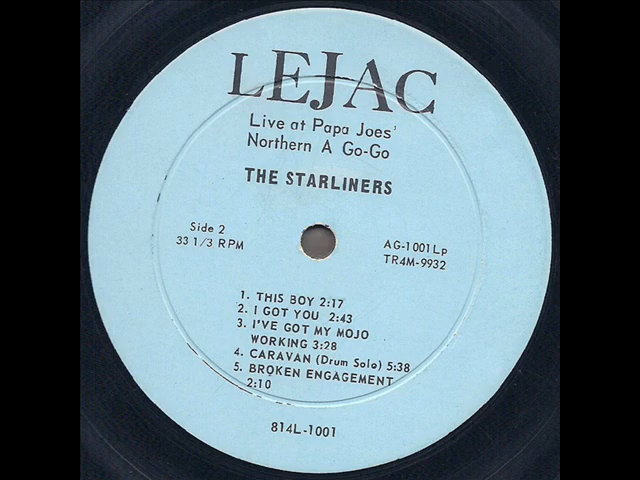 LEJAC
Live at Papa Joes'
Northern A Go-Go
THE STARLINERS
Side 2
33 1/3 RPM
AG-1001Lp
TR4M-9932
1. THIS BOY 2:17
2. I GOT YOU 2:43
3. I'VE GOT MY MOJO
WORKING 3:28
4. CARAVAN (Drum Solo) 5:38
5. BROKEN ENGAGEMENT
2:10
814L-1001